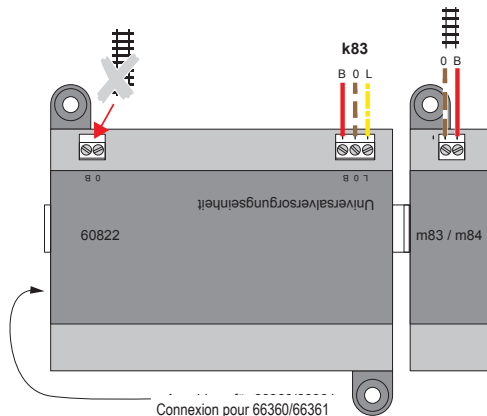 k83
0 B
B 0 L
B 0
L 0 B
Universalversorgungseinheit
60822
m83 / m84
Connexion pour 66360/66361